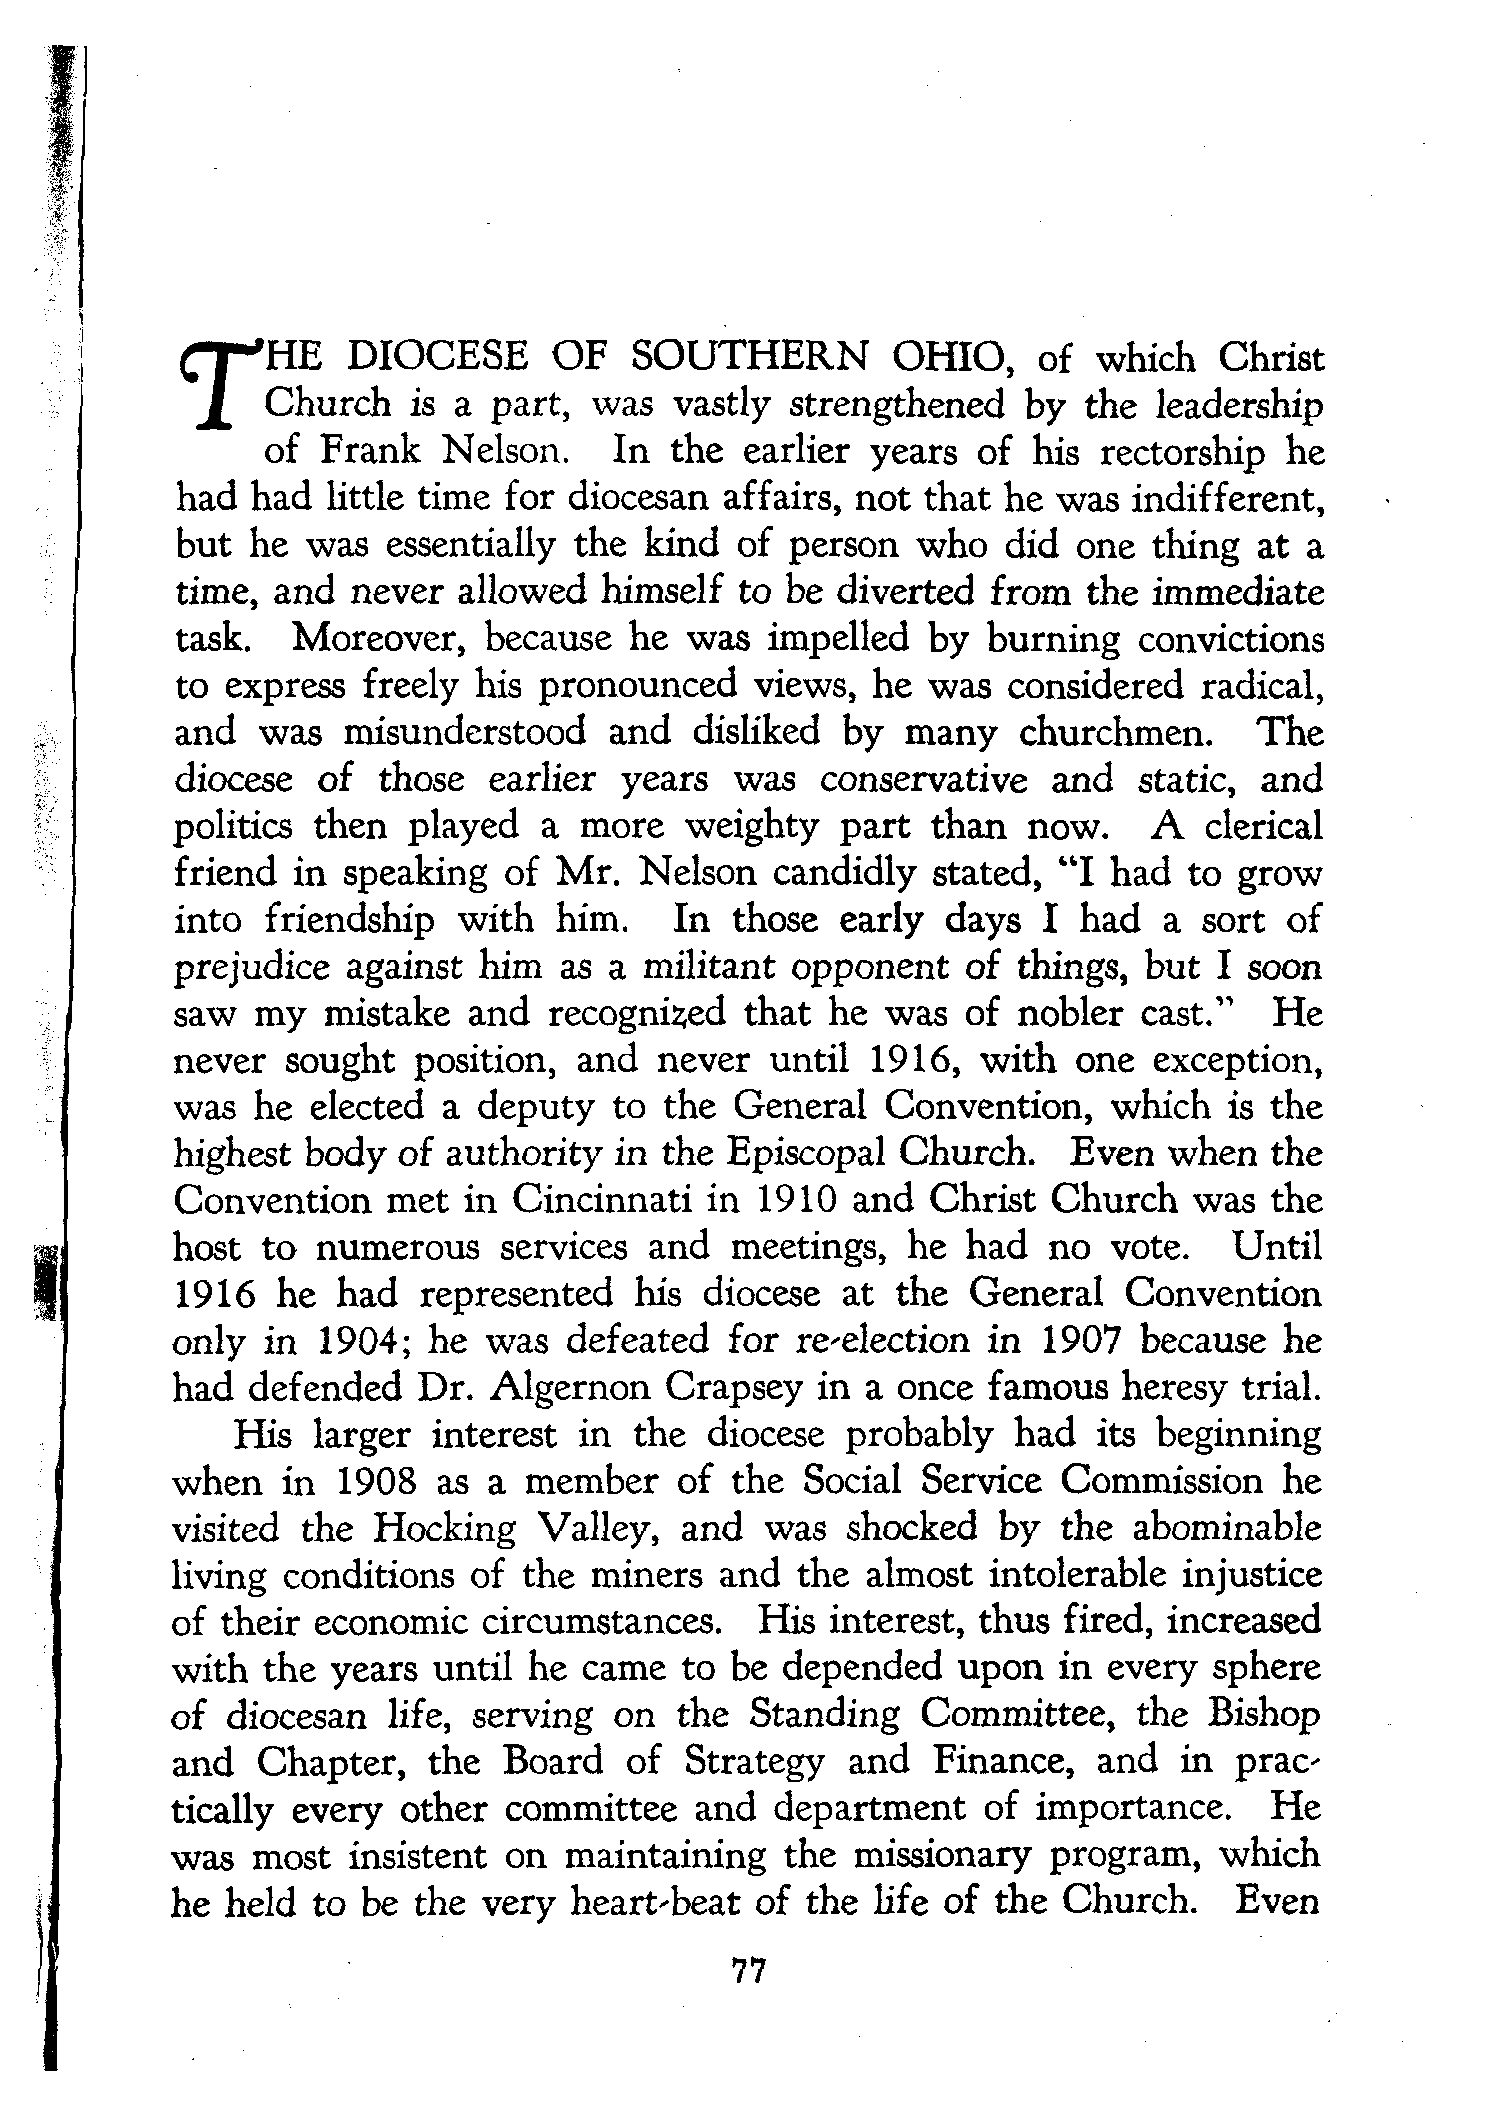 THE DIOCESE OF SOUTHERN OHIO, of which Christ
Church is a part, was vastly strengthened by the leadership
of Frank Nelson. In the earlier years of his rectorship he
had had little time for diocesan affairs, not that he was indifferent,
but he was essentially the kind of person who did one thing at a
time, and never allowed himself to be diverted from the immediate
task. Moreover, because he was impelled by burning convictions
to express freely his pronounced views, he was considered radical,
and was misunderstood and disliked by many churchmen. The
diocese of those earlier years was conservative and static, and
politics then played a more weighty part than now. A clerical
friend in speaking of Mr. Nelson candidly stated, "I had to grow
into friendship with him. In those early days I had a sort of
prejudice against him as a militant opponent of things, but I soon
saw my mistake and recognized that he was of nobler cast." He
never sought position, and never until 1916, with one exception,
was he elected a deputy to the General Convention, which is the
highest body of authority in the Episcopal Church. Even when the
Convention met in Cincinnati in 1910 and Christ Church was the
host to numerous services and meetings, he had no vote. Until
1916 he had represented his diocese at the General Convention
only in 1904; he was defeated for re-election in 1907 because he
had defended Dr. Algernon Crapsey in a once famous heresy trial.
His larger interest in the diocese probably had its beginning
when in 1908 as a member of the Social Service Commission he
visited the Hocking Valley, and was shocked by the abominable
living conditions of the miners and the almost intolerable injustice
of their economic circumstances. His interest, thus fired, increased
with the years until he came to be depended upon in every sphere
of diocesan life, serving on the Standing Committee, the Bishop
and Chapter, the Board of Strategy and Finance, and in prac-
tically every other committee and department of importance. He
was most insistent on maintaining the missionary program, which
he held to be the very heart-beat of the life of the Church. Even
77